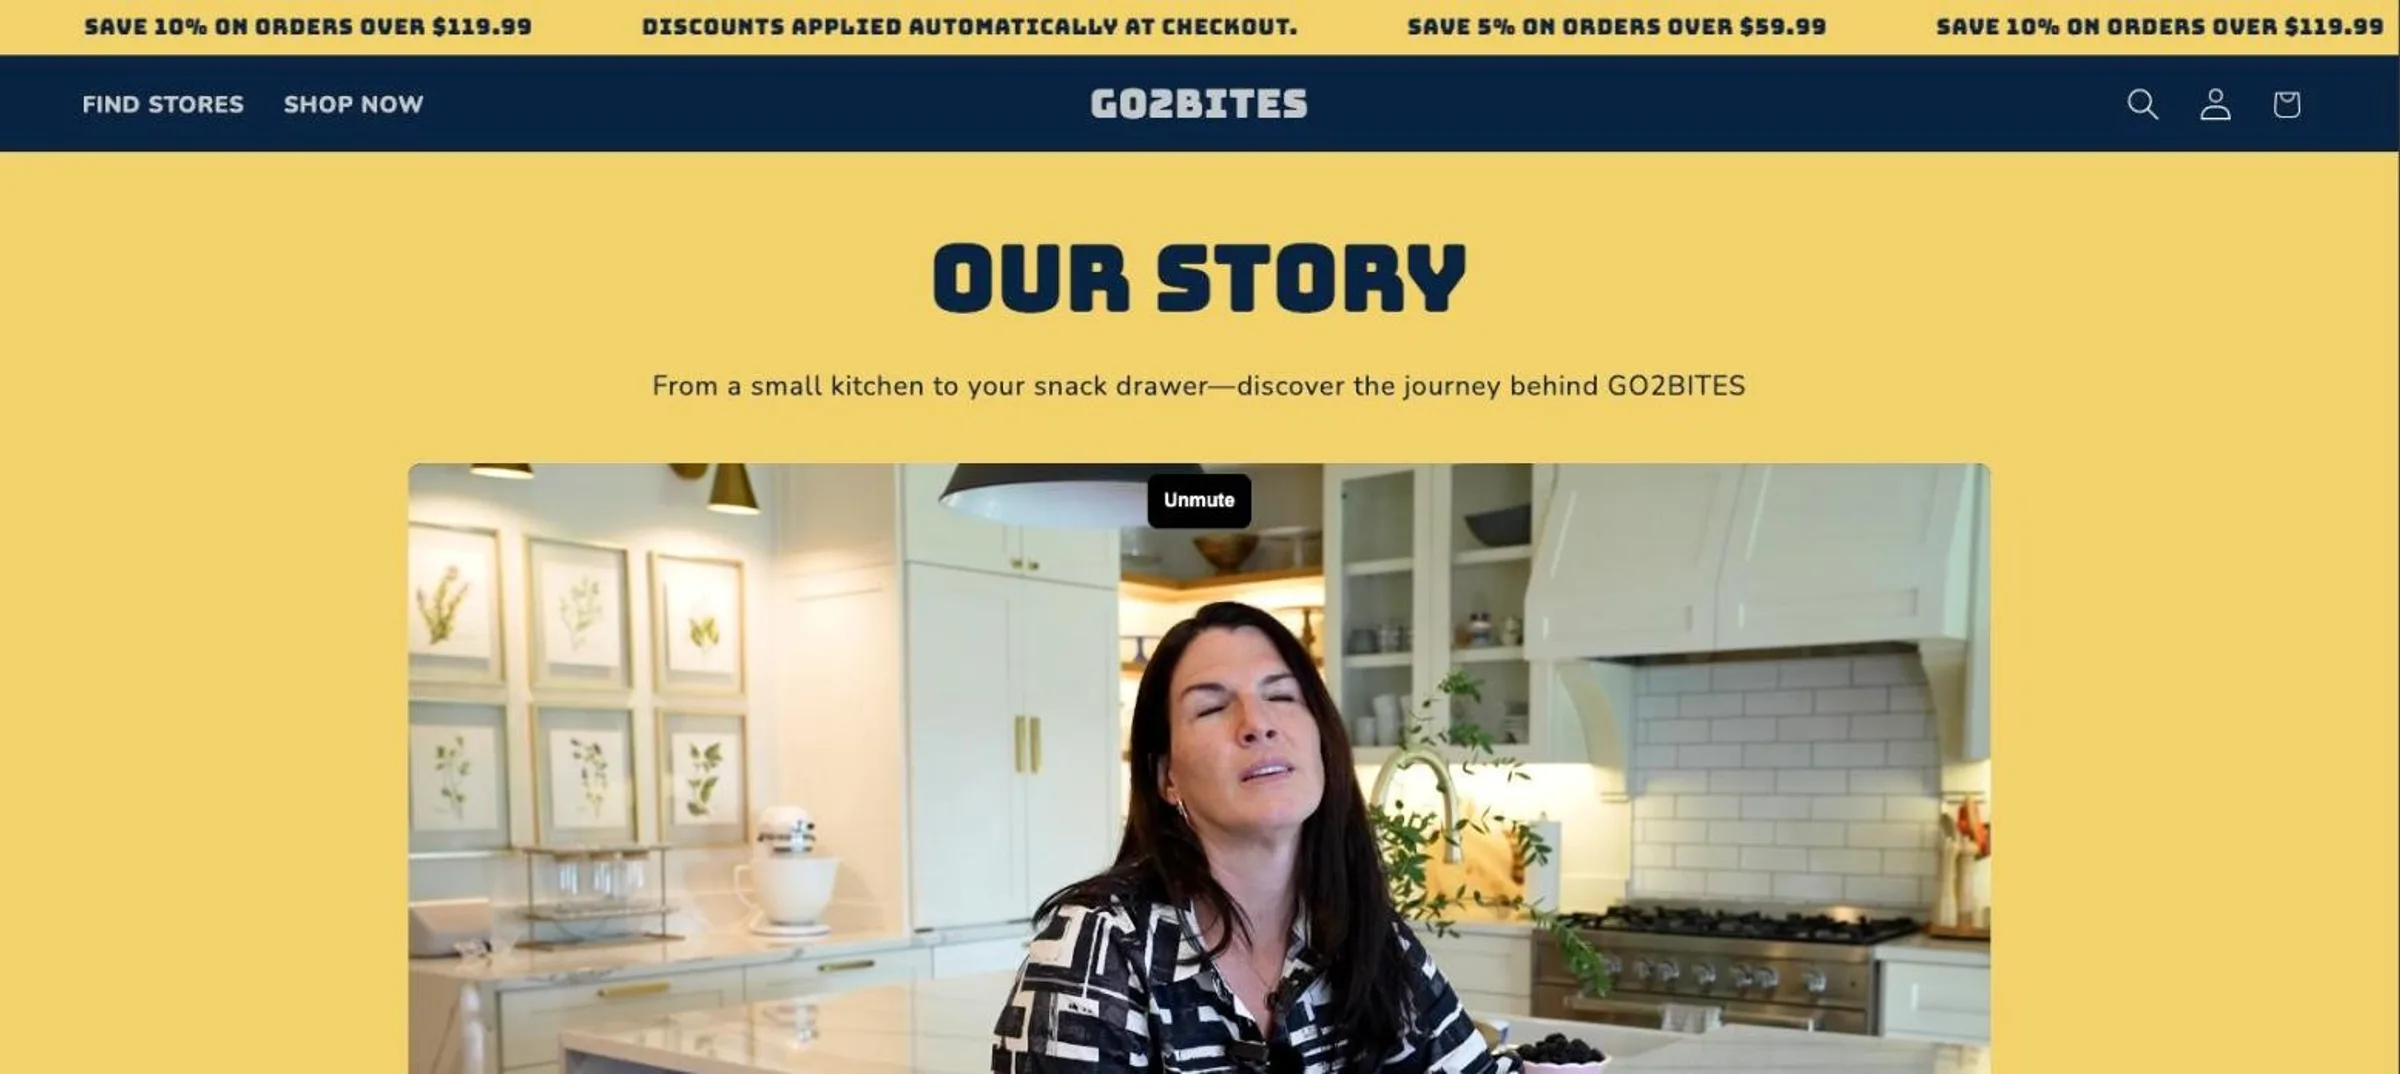 SAVE 10% ON ORDERS OVER $119.99 DISCOUNTS APPLIED AUTOMATICALLY AT CHECKOUT. SAVE 5% ON ORDERS OVER $59.99 SAVE 10% ON ORDERS OVER $119.99
FIND STORES SHOP NOW GO2BITES
OUR STORY
From a small kitchen to your snack drawer—discover the journey behind GO2BITES
Unmute